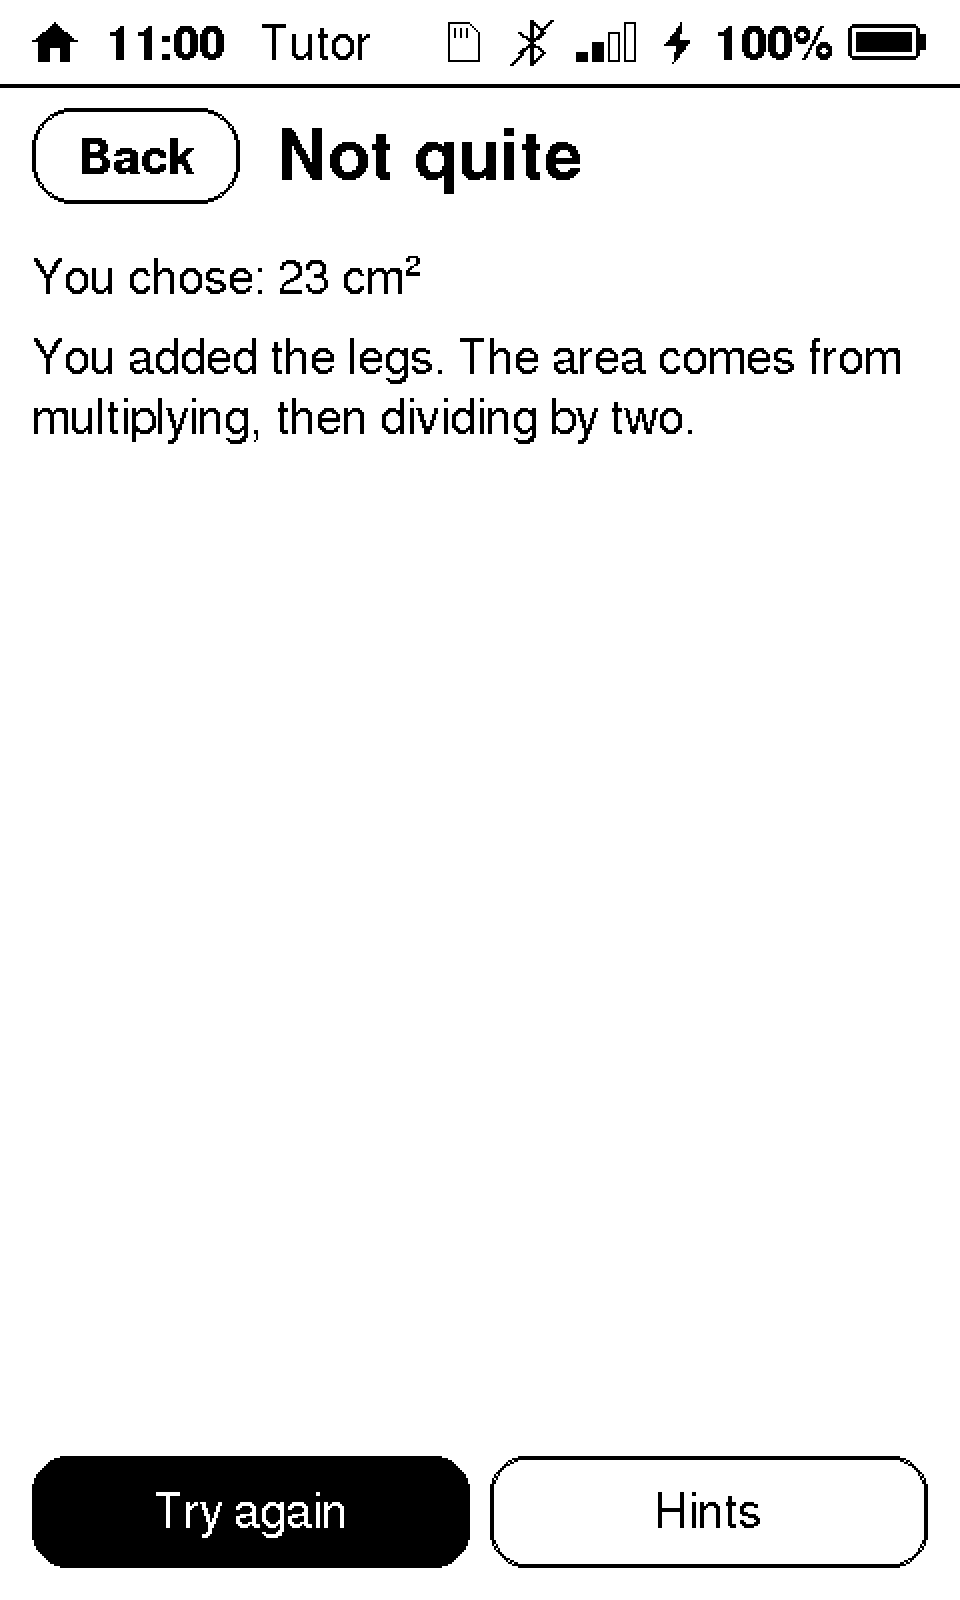 11:00 Tutor 100%
Back Not quite
You chose: 23 cm²
You added the legs. The area comes from
multiplying, then dividing by two.
Try again Hints